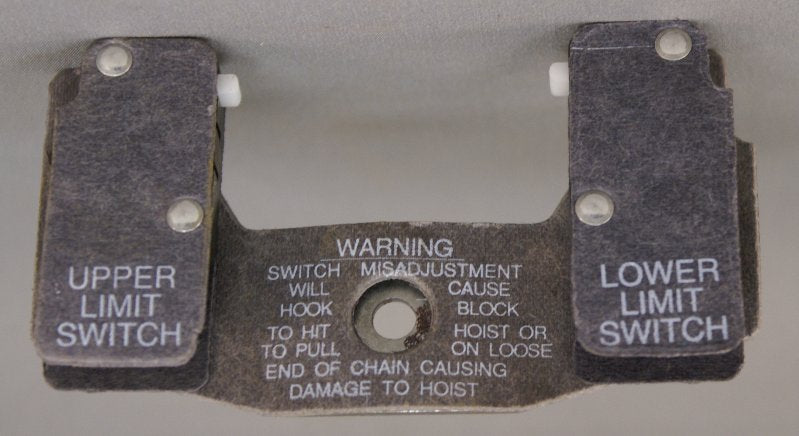 UPPER
LIMIT
SWITCH
WARNING
SWITCH MISADJUSTMENT
WILL CAUSE
HOOK BLOCK
TO HIT HOIST OR
TO PULL ON LOOSE
END OF CHAIN CAUSING
DAMAGE TO HOIST
LOWER
LIMIT
SWITCH